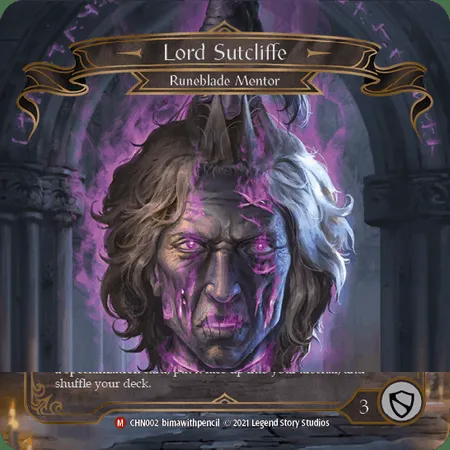 Lord Sutcliffe
Runeblade Mentor
shuffle your deck.
3
M CHN002 bimawithpencil © 2021 Legend Story Studios